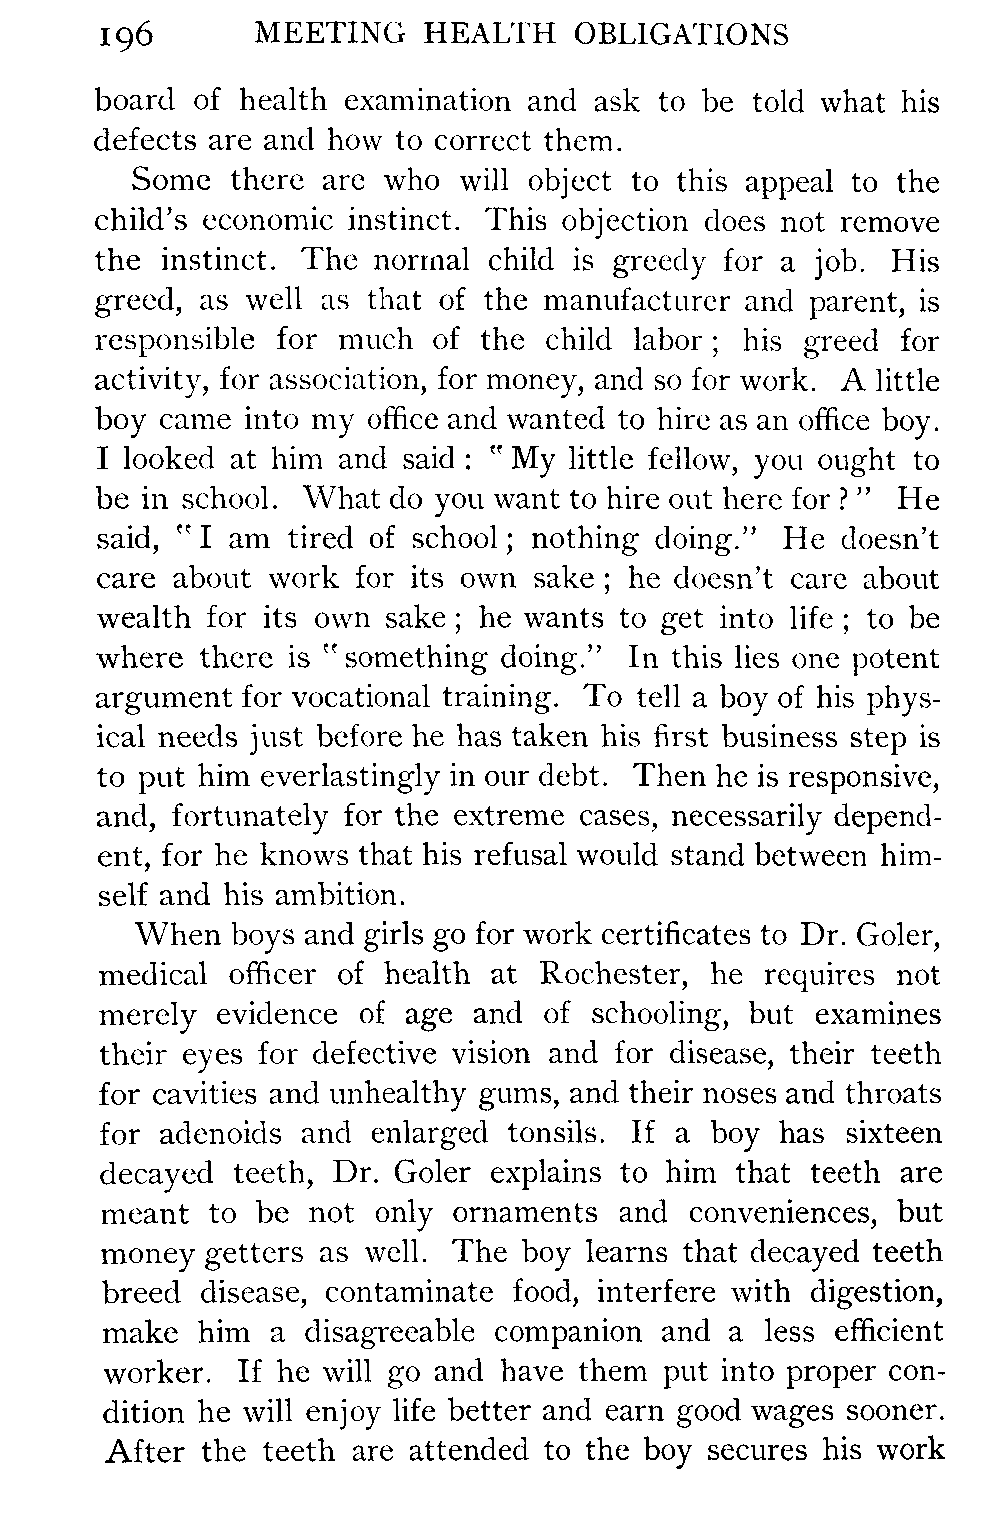 196 MEETING HEALTH OBLIGATIONS
board of health examination and ask to be told what his
defects are and how to correct them.
Some there are who will object to this appeal to the
child's economic instinct. This objection does not remove
the instinct. The normal child is greedy for a job. His
greed, as well as that of the manufacturer and parent, is
responsible for much of the child labor; his greed for
activity, for association, for money, and so for work. A little
boy came into my office and wanted to hire as an office boy.
I looked at him and said: "My little fellow, you ought to
be in school. What do you want to hire out here for?" He
said, "I am tired of school; nothing doing." He doesn't
care about work for its own sake; he doesn't care about
wealth for its own sake; he wants to get into life; to be
where there is "something doing." In this lies one potent
argument for vocational training. To tell a boy of his phys-
ical needs just before he has taken his first business step is
to put him everlastingly in our debt. Then he is responsive,
and, fortunately for the extreme cases, necessarily depend-
ent, for he knows that his refusal would stand between him-
self and his ambition.
When boys and girls go for work certificates to Dr. Goler,
medical officer of health at Rochester, he requires not
merely evidence of age and of schooling, but examines
their eyes for defective vision and for disease, their teeth
for cavities and unhealthy gums, and their noses and throats
for adenoids and enlarged tonsils. If a boy has sixteen
decayed teeth, Dr. Goler explains to him that teeth are
meant to be not only ornaments and conveniences, but
money getters as well. The boy learns that decayed teeth
breed disease, contaminate food, interfere with digestion,
make him a disagreeable companion and a less efficient
worker. If he will go and have them put into proper con-
dition he will enjoy life better and earn good wages sooner.
After the teeth are attended to the boy secures his work